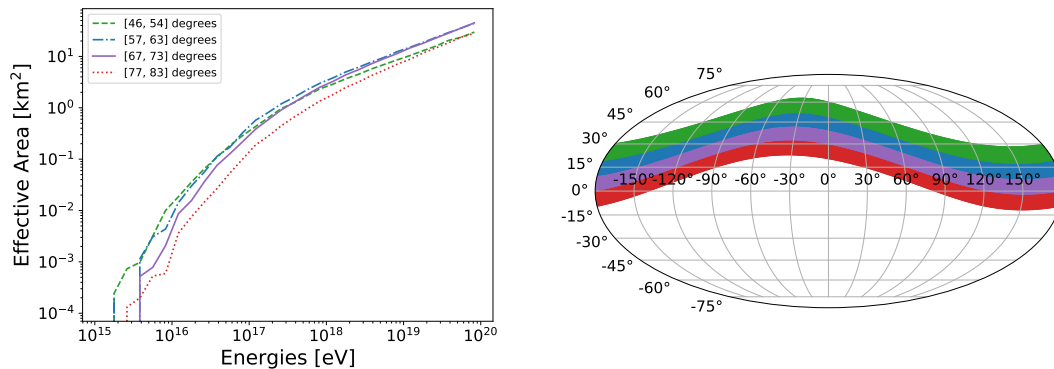 [46, 54] degrees
[57, 63] degrees
[67, 73] degrees
[77, 83] degrees
Effective Area [km²]
10¹
10⁰
10⁻¹
10⁻²
10⁻³
10⁻⁴
10¹⁵ 10¹⁶ 10¹⁷ 10¹⁸ 10¹⁹ 10²⁰
Energies [eV]
75°
60°
45°
30°
15°
0°
-150° -120° -90° -60° -30° 0° 30° 60° 90° 120° 150°
-15°
-30°
-45°
-60°
-75°